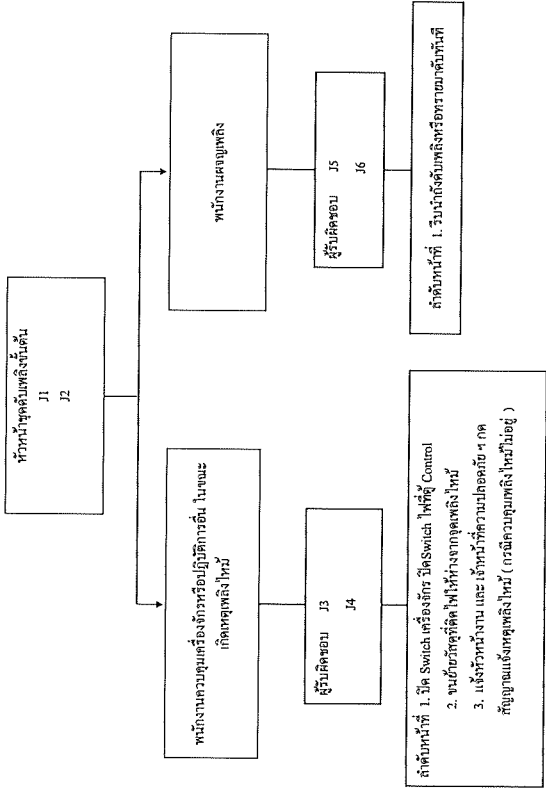 หัวหน้าชุดดับเพลิงขั้นต้น
J1
J2
พนักงานควบคุมเครื่องจักรหรือปฏิบัติการอื่น ในขณะ
เกิดเหตุเพลิงไหม้
ผู้รับผิดชอบ J3
J4
ลำดับหน้าที่ 1. ปิด Switch เครื่องจักร ปิดSwitch ไฟที่ตู้ Control
2. ขนย้ายวัสดุที่ติดไฟให้ห่างจากจุดเพลิงไหม้
3. แจ้งหัวหน้างาน และ เจ้าหน้าที่ความปลอดภัย ฯ กด
สัญญาณแจ้งเหตุเพลิงไหม้ ( กรณีควบคุมเพลิงไหม้ไม่อยู่ )
พนักงานผจญเพลิง
ผู้รับผิดชอบ J5
J6
ลำดับหน้าที่ 1. รีบนำถังดับเพลิงหรือทรายมาดับทันที